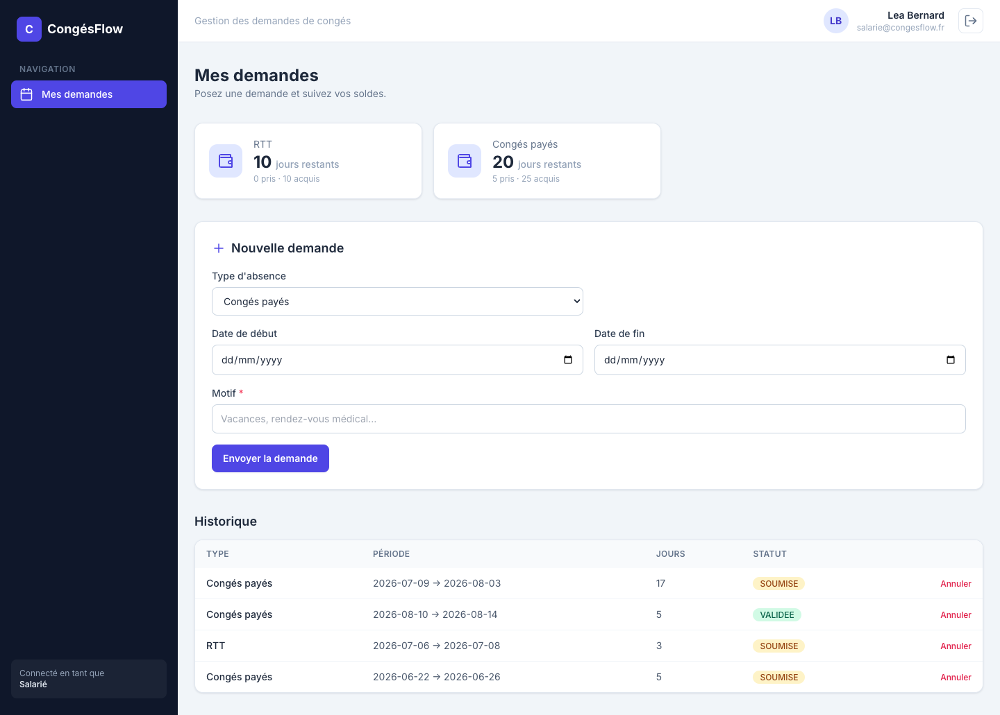 C CongésFlow
NAVIGATION
Mes demandes
Connecté en tant que
Salarié
Gestion des demandes de congés
LB
Lea Bernard
salarie@congesflow.fr
Mes demandes
Posez une demande et suivez vos soldes.
RTT
10 jours restants
0 pris · 10 acquis
Congés payés
20 jours restants
5 pris · 25 acquis
Nouvelle demande
Type d'absence
Congés payés
Date de début
dd/mm/yyyy
Date de fin
dd/mm/yyyy
Motif *
Vacances, rendez-vous médical...
Envoyer la demande
Historique
TYPE PÉRIODE JOURS STATUT
Congés payés 2026-07-09 → 2026-08-03 17 SOUMISE Annuler
Congés payés 2026-08-10 → 2026-08-14 5 VALIDEE Annuler
RTT 2026-07-06 → 2026-07-08 3 SOUMISE Annuler
Congés payés 2026-06-22 → 2026-06-26 5 SOUMISE Annuler